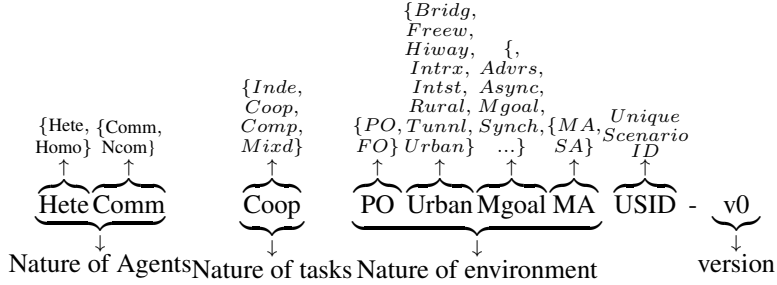 {Bridg,
Freew,
Hiway, {,
Intrx, Advrs,
{Inde, Intst, Async,
Coop, Rural, Mgoal, Unique
{Hete, {Comm, Comp, {PO, Tunnl, Synch, {MA, Scenario
Homo} Ncom} Mixd} FO} Urban} ...} SA} ID
↑ ↑ ↑ ↑ ↑ ↑ ↑ ↑
Hete Comm Coop PO Urban Mgoal MA USID - v0
↓ ↓ ↓ ↓
Nature of Agents Nature of tasks Nature of environment version